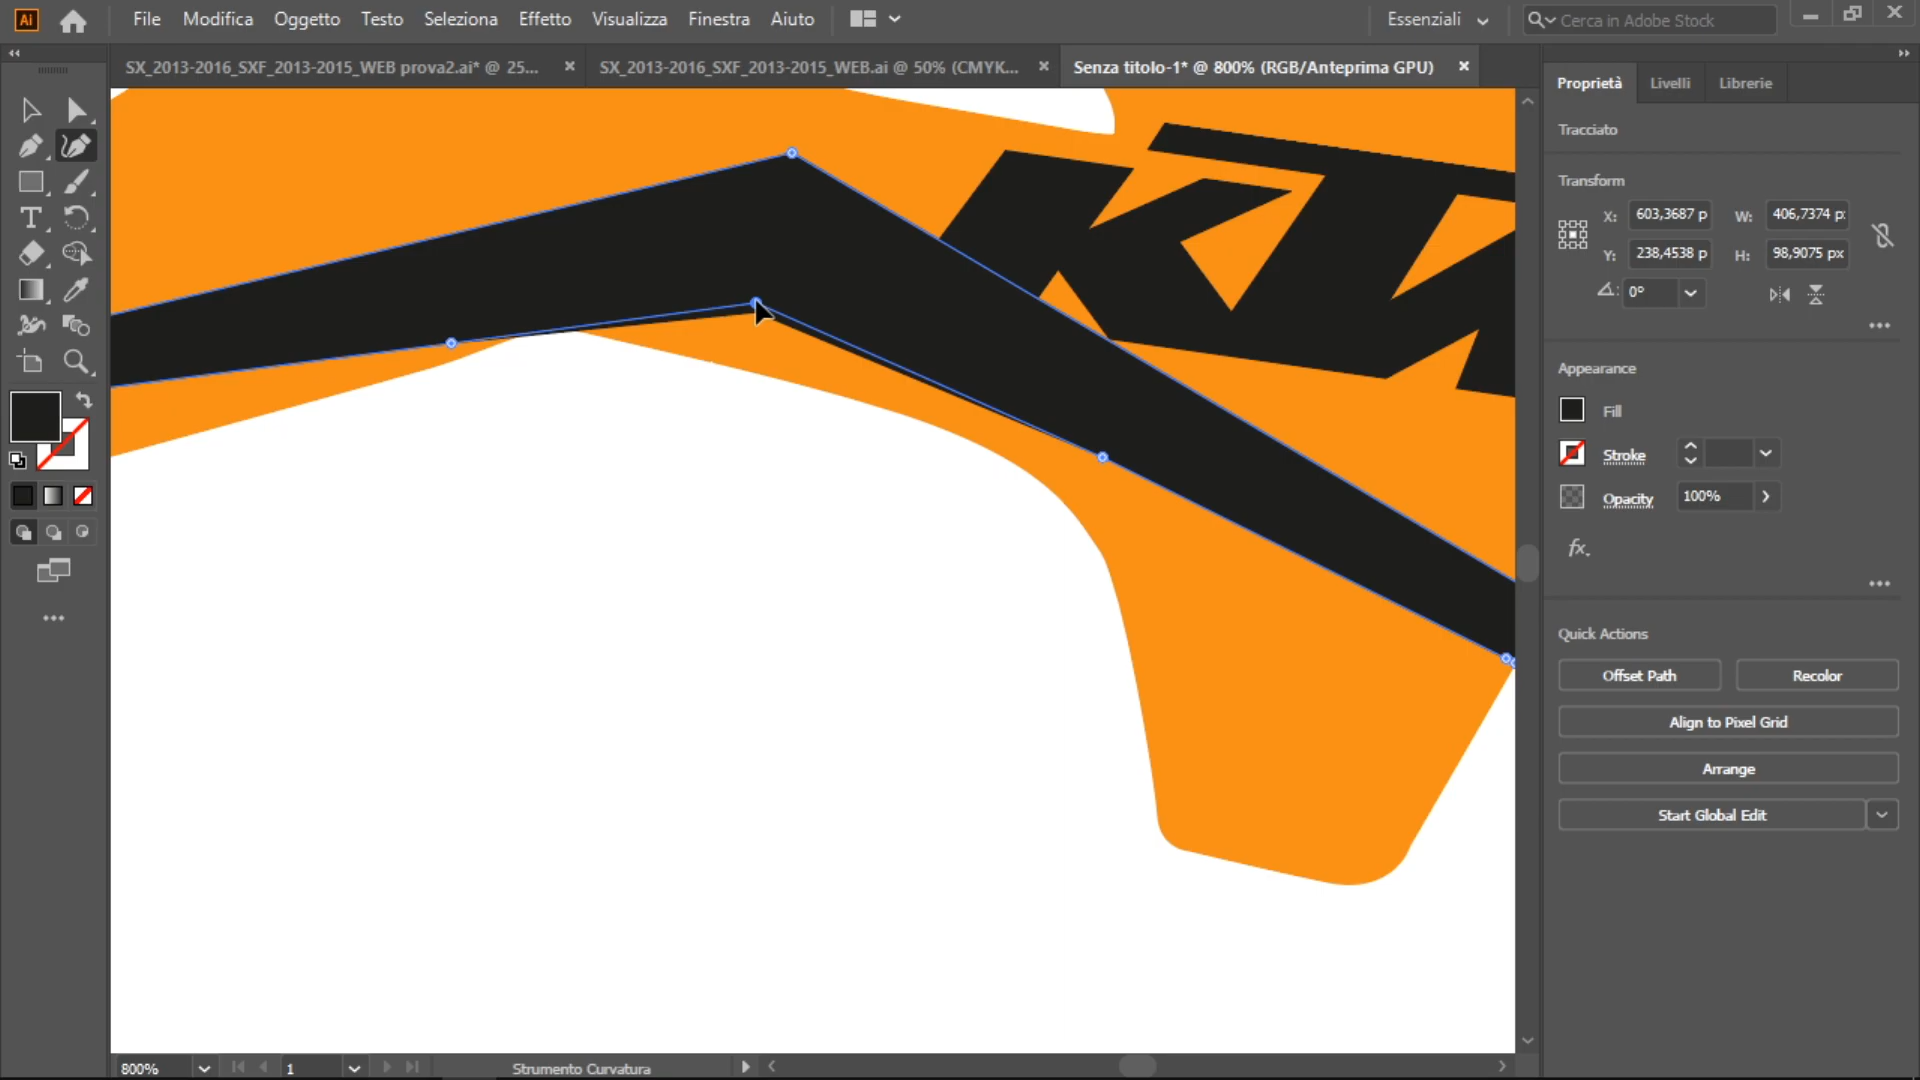 Ai File Modifica Oggetto Testo Seleziona Effetto Visualizza Finestra Aiuto Essenziali Cerca in Adobe Stock
SX_2013-2016_SXF_2013-2015_WEB prova2.ai* @ 25... SX_2013-2016_SXF_2013-2015_WEB.ai @ 50% (CMYK... Senza titolo-1* @ 800% (RGB/Anteprima GPU)
Proprietà Livelli Librerie
Tracciato
Transform
X: 603,3687 p W: 406,7374 p
Y: 238,4538 p H: 98,9075 px
0°
Appearance
Fill
Stroke
Opacity 100%
fx.
Quick Actions
Offset Path Recolor
Align to Pixel Grid
Arrange
Start Global Edit
800% 1 Strumento Curvatura